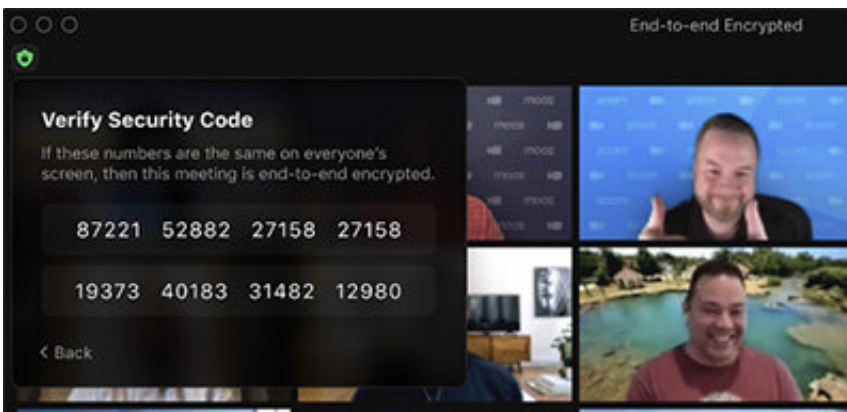 End-to-end Encrypted
Verify Security Code
If these numbers are the same on everyone's
screen, then this meeting is end-to-end encrypted.
87221 52882 27158 27158
19373 40183 31482 12980
< Back
zoom